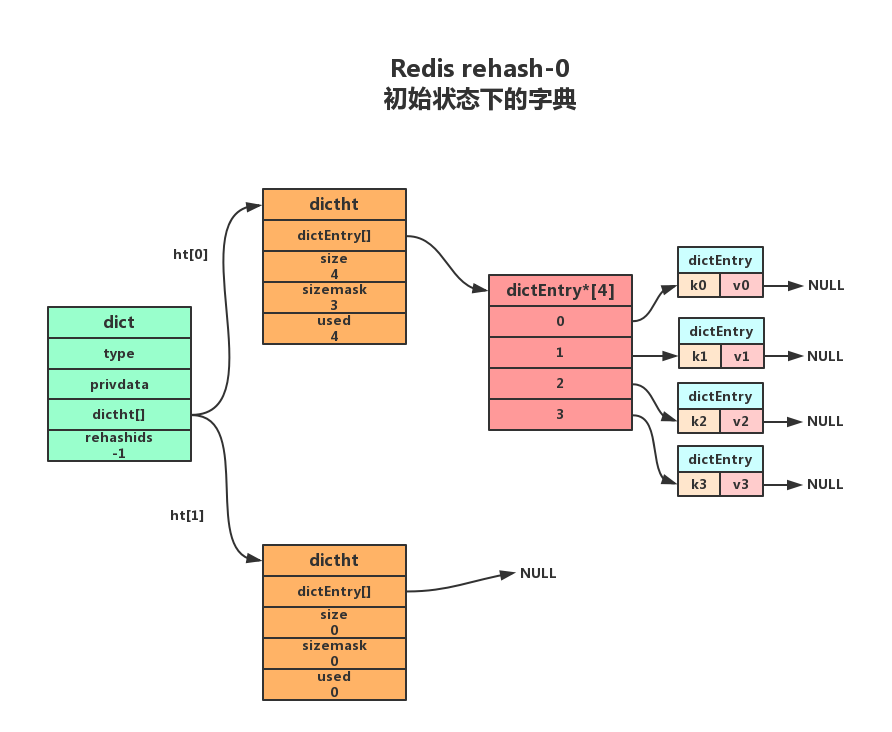 Redis rehash-0
初始状态下的字典
ht[0]
dictht
dictEntry[]
size
4
sizemask
3
used
4
dictEntry*[4]
0
1
2
3
dictEntry
k0 v0
NULL
dictEntry
k1 v1
NULL
dictEntry
k2 v2
NULL
dictEntry
k3 v3
NULL
dict
type
privdata
dictht[]
rehashids
-1
ht[1]
dictht
dictEntry[]
size
0
sizemask
0
used
0
NULL